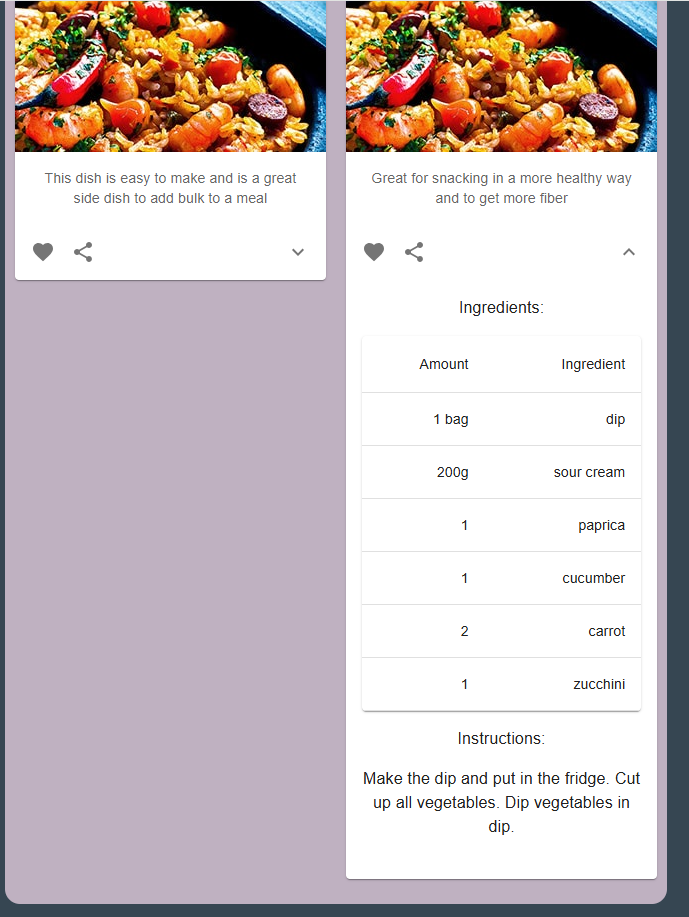 This dish is easy to make and is a great
side dish to add bulk to a meal
Great for snacking in a more healthy way
and to get more fiber
Ingredients:
Amount Ingredient
1 bag dip
200g sour cream
1 paprica
1 cucumber
2 carrot
1 zucchini
Instructions:
Make the dip and put in the fridge. Cut
up all vegetables. Dip vegetables in
dip.